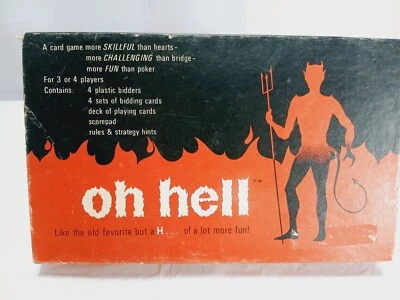 A card game more SKILLFUL than hearts-
more CHALLENGING than bridge-
more FUN than poker
For 3 or 4 players
Contains: 4 plastic bidders
4 sets of bidding cards
deck of playing cards
scorepad
rules & strategy hints
oh hell
Like the old favorite but a H . . . . of a lot more fun!